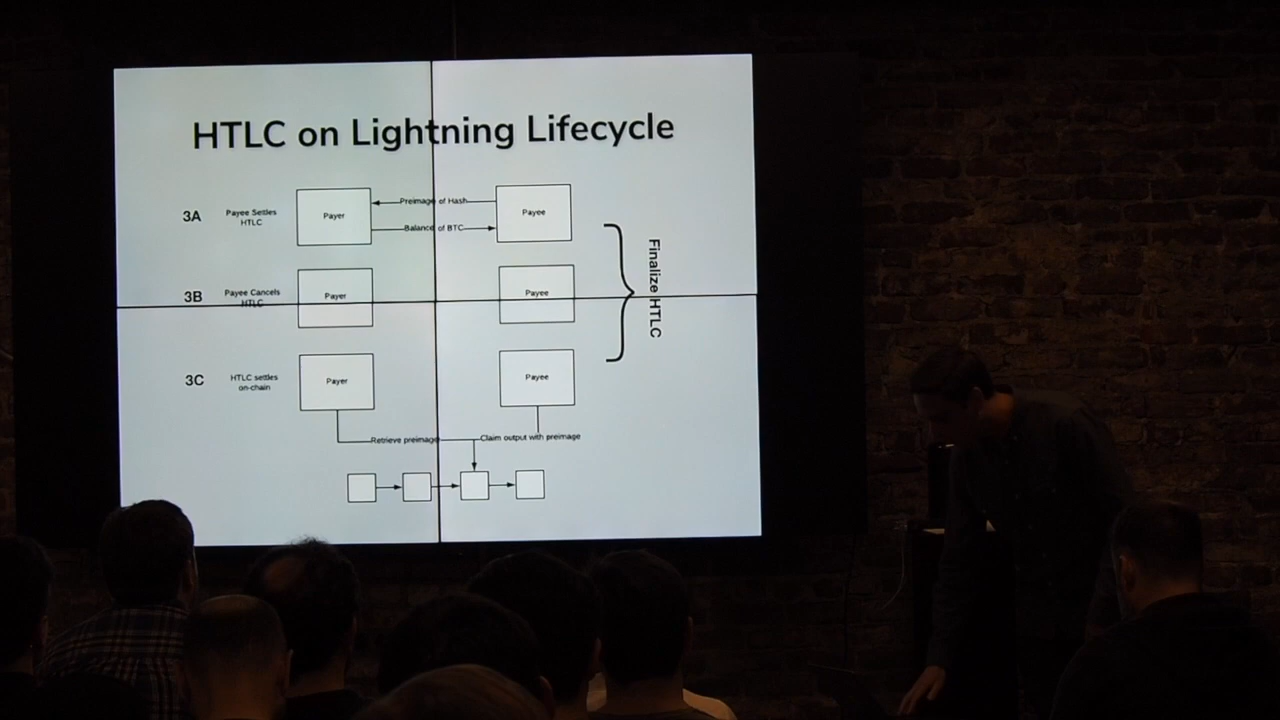 HTLC on Lightning Lifecycle
3A
Payee Settles
HTLC
Payer
Preimage of Hash
Balance of BTC
Payee
3B
Payee Cancels
HTLC
Payer
Payee
Finalize HTLC
3C
HTLC settles
on-chain
Payer
Payee
Retrieve preimage
Claim output with preimage